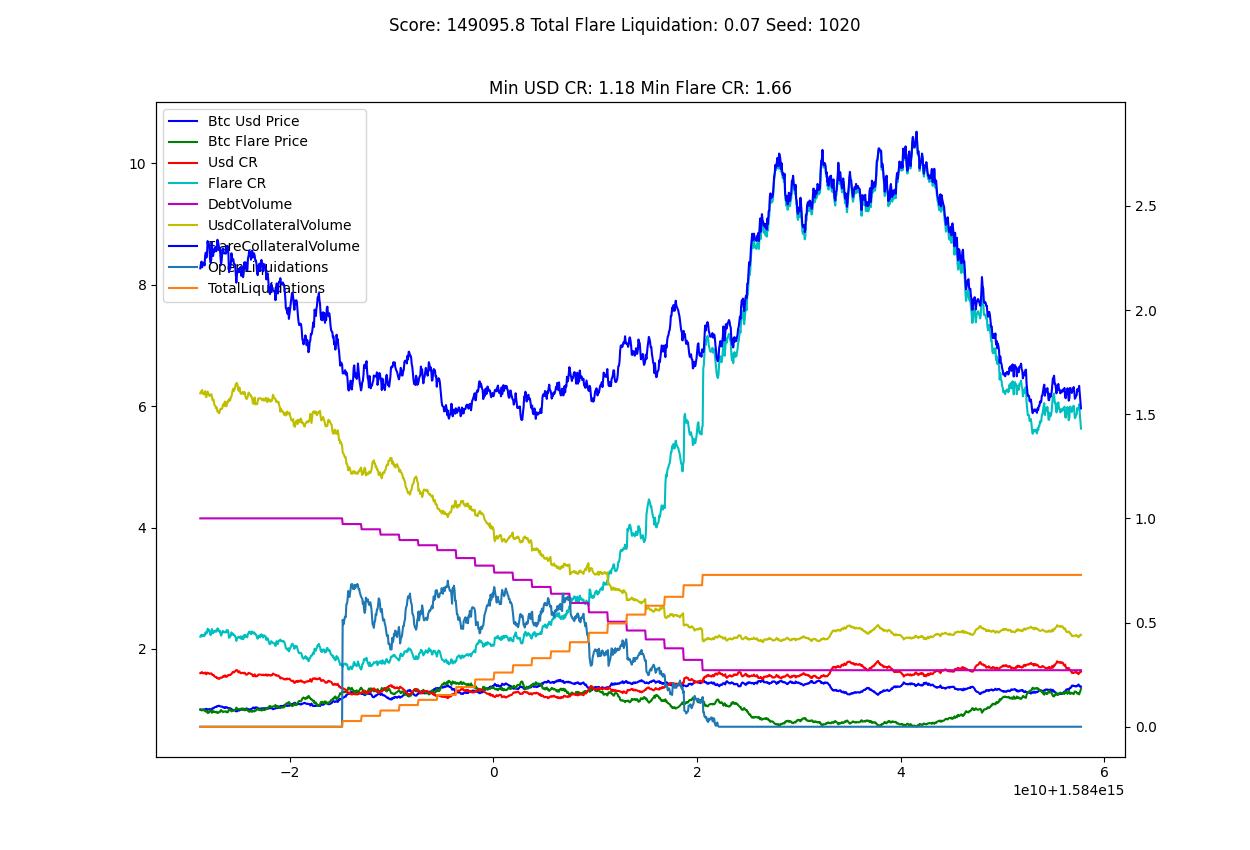 Score: 149095.8 Total Flare Liquidation: 0.07 Seed: 1020
Min USD CR: 1.18 Min Flare CR: 1.66
Btc Usd Price
Btc Flare Price
Usd CR
Flare CR
DebtVolume
UsdCollateralVolume
FlareCollateralVolume
OpenLiquidations
TotalLiquidations
10
8
6
4
2
2.5
2.0
1.5
1.0
0.5
0.0
−2
0
2
4
6
1e10+1.584e15